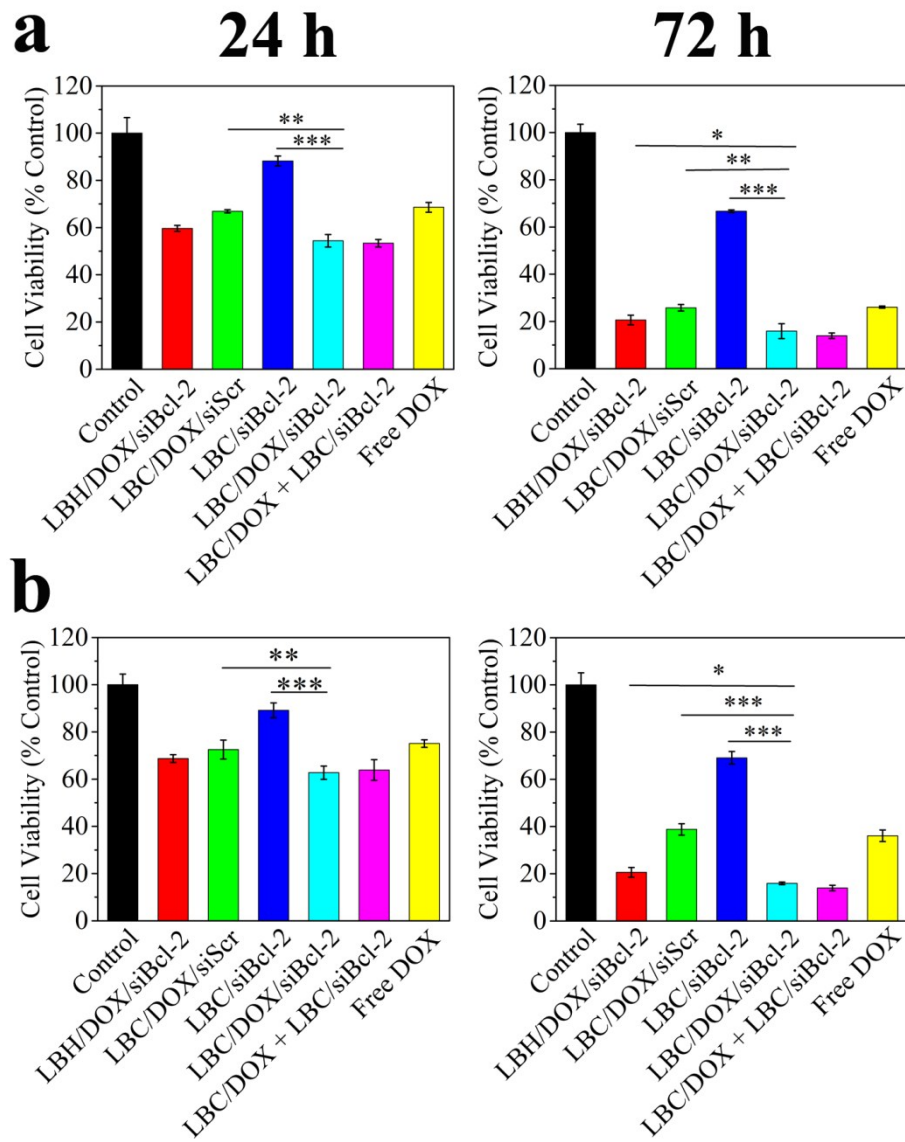 a
24 h
72 h
Cell Viability (% Control)
120
100
80
60
40
20
0
**
***
Control
LBH/DOX/siBcl-2
LBC/DOX/siScr
LBC/siBcl-2
LBC/DOX/siBcl-2
LBC/DOX + LBC/siBcl-2
Free DOX
Cell Viability (% Control)
120
100
80
60
40
20
0
*
**
***
Control
LBH/DOX/siBcl-2
LBC/DOX/siScr
LBC/siBcl-2
LBC/DOX/siBcl-2
LBC/DOX + LBC/siBcl-2
Free DOX
b
Cell Viability (% Control)
120
100
80
60
40
20
0
**
***
Control
LBH/DOX/siBcl-2
LBC/DOX/siScr
LBC/siBcl-2
LBC/DOX/siBcl-2
LBC/DOX + LBC/siBcl-2
Free DOX
Cell Viability (% Control)
120
100
80
60
40
20
0
*
***
***
Control
LBH/DOX/siBcl-2
LBC/DOX/siScr
LBC/siBcl-2
LBC/DOX/siBcl-2
LBC/DOX + LBC/siBcl-2
Free DOX